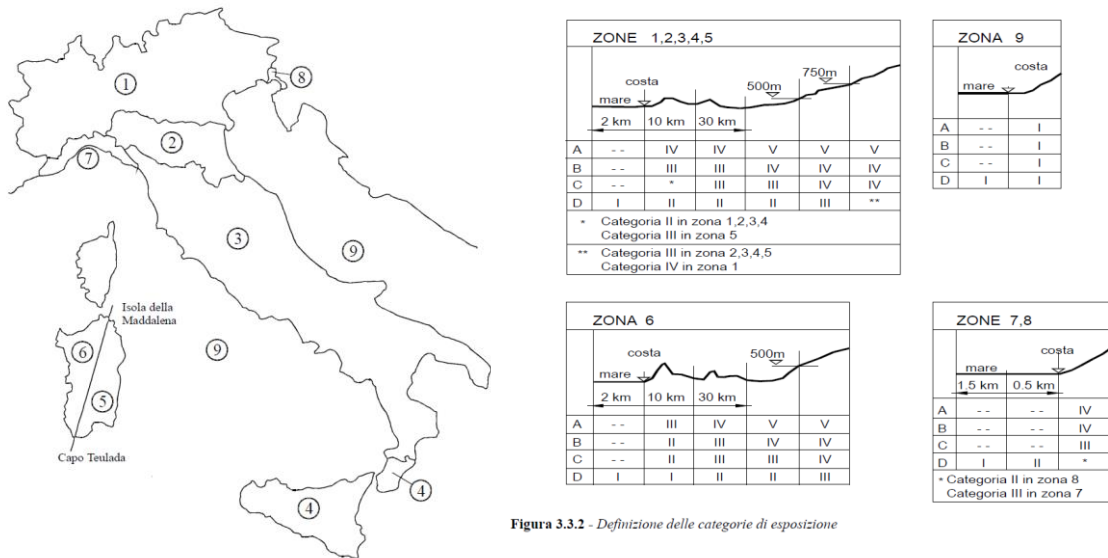 1
8
2
7
3
9
Isola della
Maddalena
6
9
5
Capo Teulada
4
4
ZONE 1,2,3,4,5
costa
mare
500m
750m
2 km 10 km 30 km
A -- IV IV V V V
B -- III III IV IV IV
C -- * III III IV IV
D I II II II III **
* Categoria II in zona 1,2,3,4
Categoria III in zona 5
** Categoria III in zona 2,3,4,5
Categoria IV in zona 1
ZONA 9
costa
mare
A -- I
B -- I
C -- I
D I I
ZONA 6
costa
500m
mare
2 km 10 km 30 km
A -- III IV V V
B -- II III IV IV
C -- II III III IV
D I I II II III
ZONE 7,8
costa
mare
1.5 km 0.5 km
A -- -- IV
B -- -- IV
C -- -- III
D I II *
* Categoria II in zona 8
Categoria III in zona 7
Figura 3.3.2 - Definizione delle categorie di esposizione